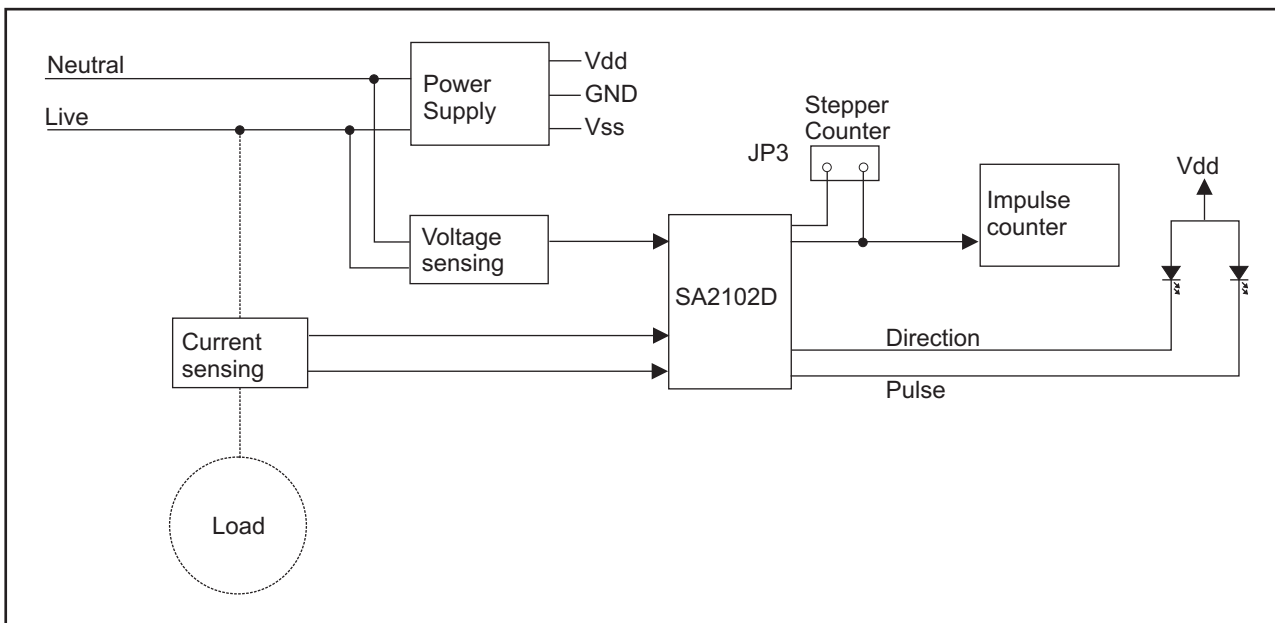 Neutral
Live
Power
Supply
Vdd
GND
Vss
Stepper
Counter
JP3
Impulse
counter
Vdd
Voltage
sensing
SA2102D
Current
sensing
Direction
Pulse
Load